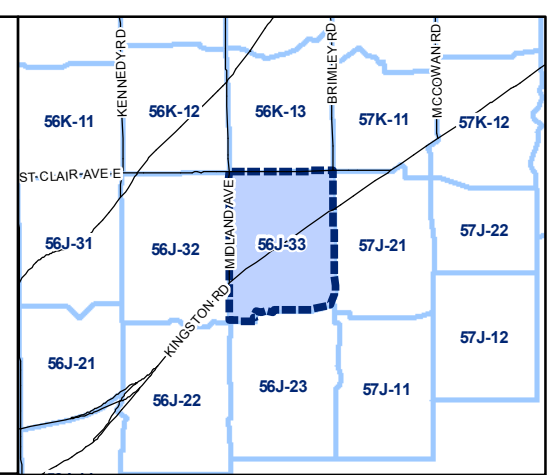 KENNEDY RD
BRIMLEY RD
MCCOWAN RD
56K-11
56K-12
56K-13
57K-11
57K-12
ST CLAIR AVE E
MIDLAND AVE
56J-31
56J-32
56J-33
57J-21
57J-22
KINGSTON RD
57J-12
56J-21
56J-22
56J-23
57J-11